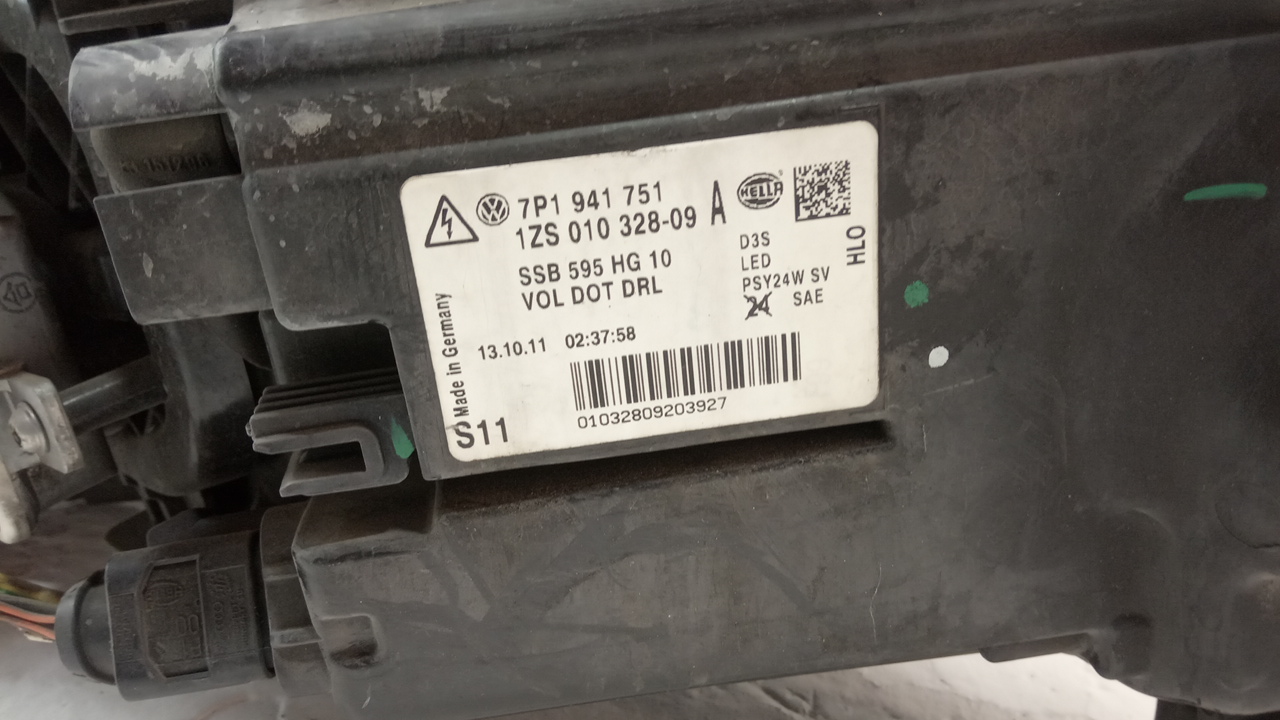 7P1 941 751
1ZS 010 328-09 A
HELLA
SSB 595 HG 10
VOL DOT DRL
D3S
LED
PSY24W SV
24 SAE
HLO
13.10.11 02:37:58
Made in Germany
S11
01032809203927